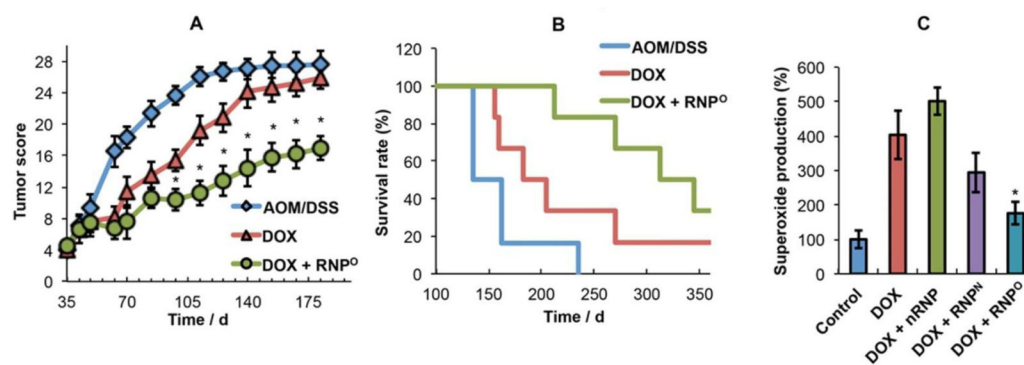 A
Tumor score
28
24
20
16
12
8
4
0
35
70
105
140
175
Time / d
* * * * * * * *
AOM/DSS
DOX
DOX + RNPᴼ
B
Survival rate (%)
120
100
80
60
40
20
0
100
150
200
250
300
350
Time / d
AOM/DSS
DOX
DOX + RNPᴼ
C
Superoxide production (%)
600
500
400
300
200
100
0
*
Control
DOX
DOX + nRNP
DOX + RNPᴺ
DOX + RNPᴼ